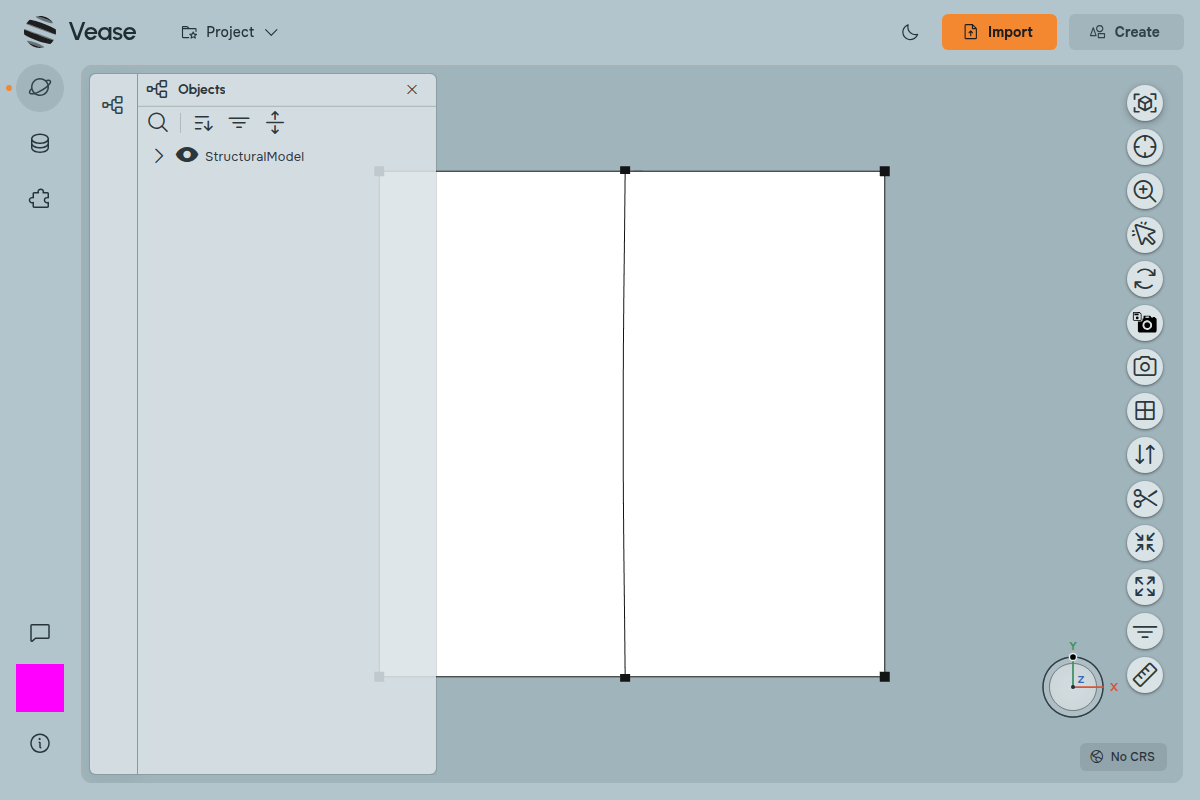 Vease
Project
Import
Create
Objects
StructuralModel
Y
Z
X
No CRS